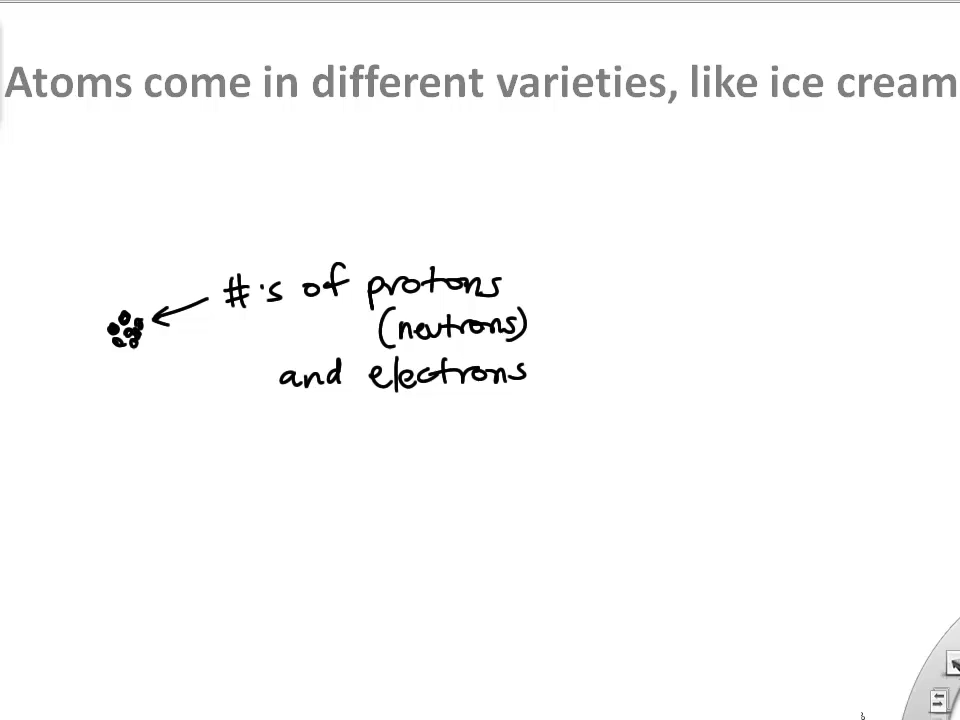 Atoms come in different varieties, like ice cream
#'s of protons
(neutrons)
and electrons